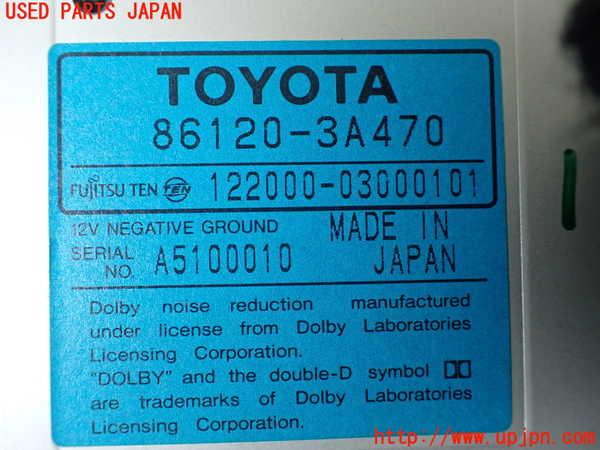 USED PARTS JAPAN
TOYOTA
86120-3A470
FUJITSU TEN TEN 122000-03000101
12V NEGATIVE GROUND MADE IN
SERIAL NO. A5100010 JAPAN
Dolby noise reduction manufactured
under license from Dolby Laboratories
Licensing Corporation.
"DOLBY" and the double-D symbol
are trademarks of Dolby Laboratories
Licensing Corporation.
http://www.upjpn.com/